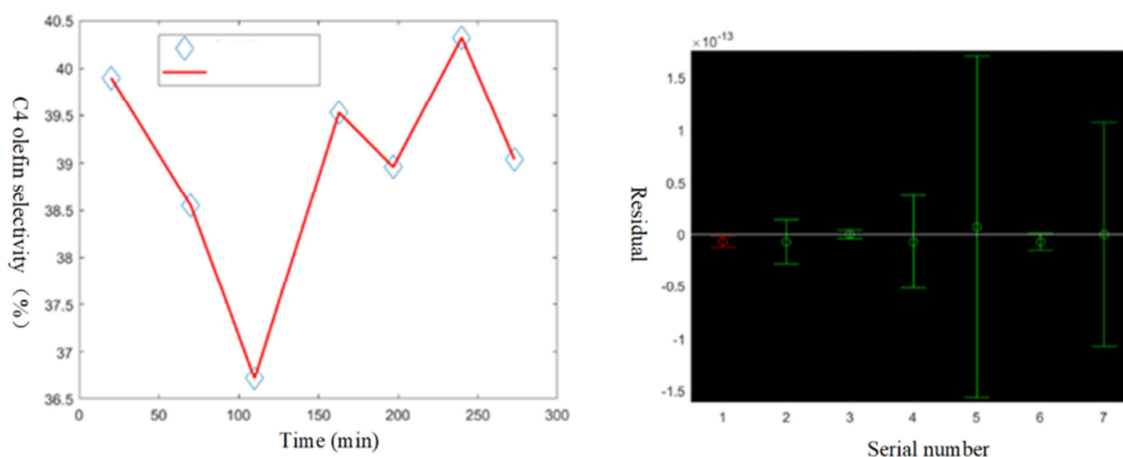 40.5
40
39.5
39
38.5
38
37.5
37
36.5
0 50 100 150 200 250 300
C4 olefin selectivity （%）
Time (min)
×10⁻¹³
1.5
1
0.5
0
-0.5
-1
-1.5
1 2 3 4 5 6 7
Residual
Serial number